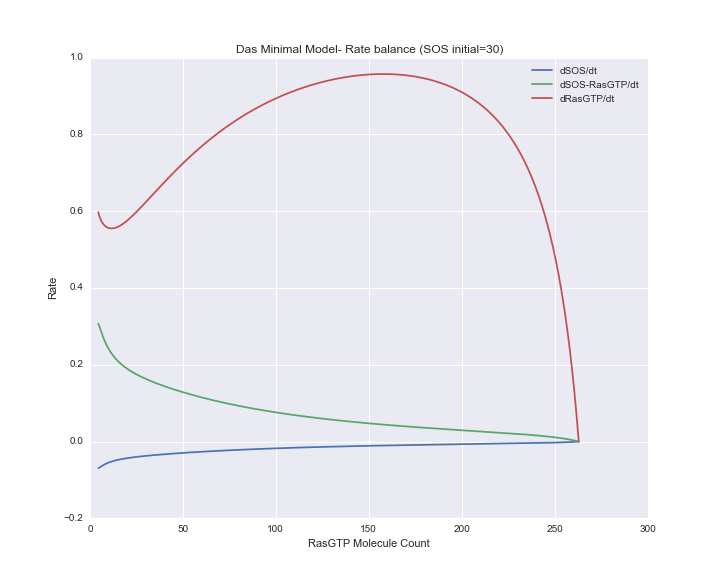 Das Minimal Model- Rate balance (SOS initial=30)
dSOS/dt
dSOS-RasGTP/dt
dRasGTP/dt
1.0
0.8
0.6
0.4
0.2
0.0
−0.2
Rate
0 50 100 150 200 250 300
RasGTP Molecule Count